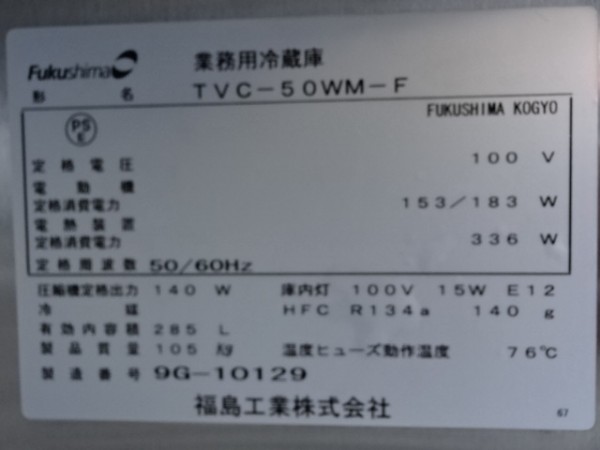 Fukushima 業務用冷蔵庫
形 名 TVC-50WM-F
FUKUSHIMA KOGYO
PS E
定格電圧 100 V
電動機
定格消費電力 153/183 W
電熱装置
定格消費電力 336 W
定格周波数 50/60Hz
圧縮機定格出力 140 W 庫内灯 100V 15W E12
冷 媒 HFC R134a 140 g
有効内容積 285 L
製品質量 105 kg 温度ヒューズ動作温度 76℃
製造番号 9G-10129
福島工業株式会社
67